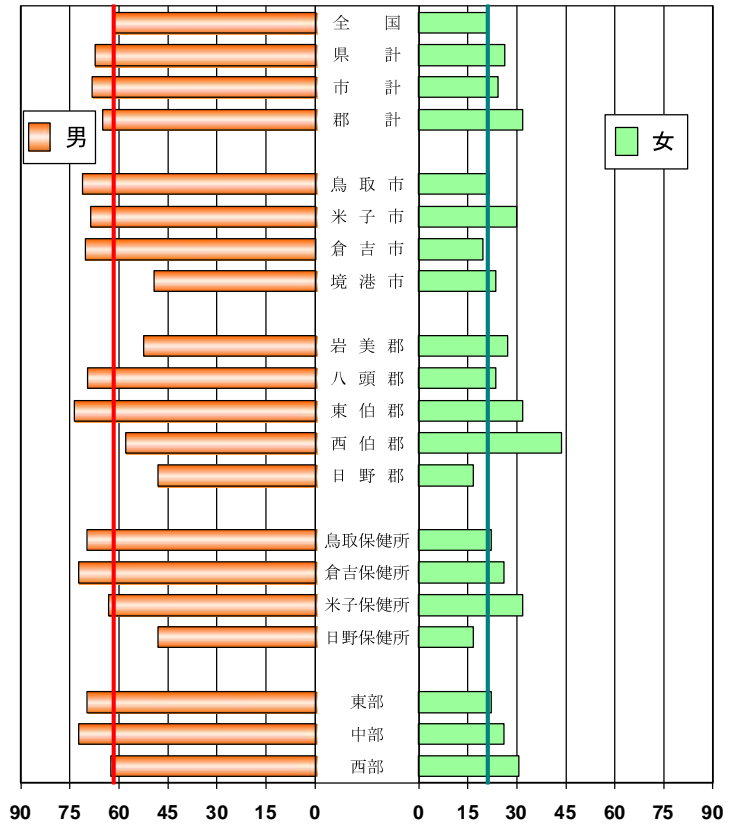 全 国
県 計
市 計
郡 計
男
女
鳥 取 市
米 子 市
倉 吉 市
境 港 市
岩 美 郡
八 頭 郡
東 伯 郡
西 伯 郡
日 野 郡
鳥取保健所
倉吉保健所
米子保健所
日野保健所
東部
中部
西部
90 75 60 45 30 15 0 0 15 30 45 60 75 90